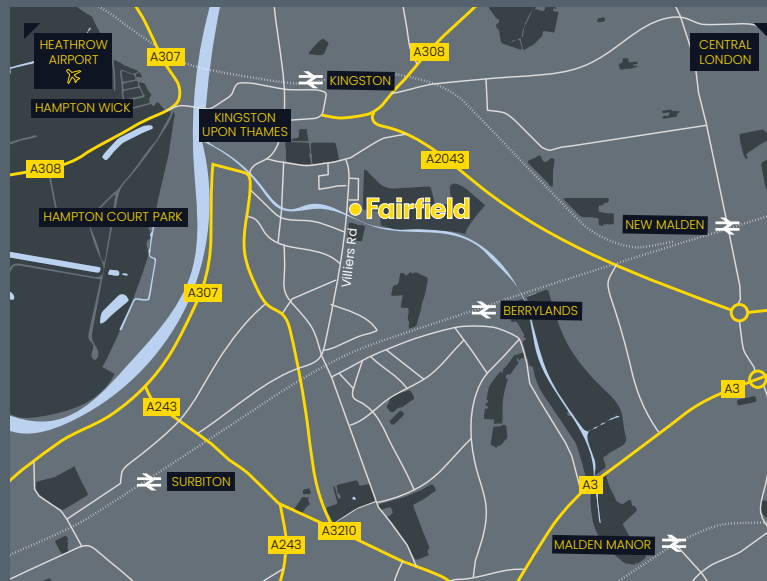 HEATHROW
AIRPORT
A307
A308
CENTRAL
LONDON
KINGSTON
HAMPTON WICK
KINGSTON
UPON THAMES
A308
A2043
Fairfield
HAMPTON COURT PARK
NEW MALDEN
Villiers Rd
A307
BERRYLANDS
A3
A243
SURBITON
A3
A3210
A243
MALDEN MANOR